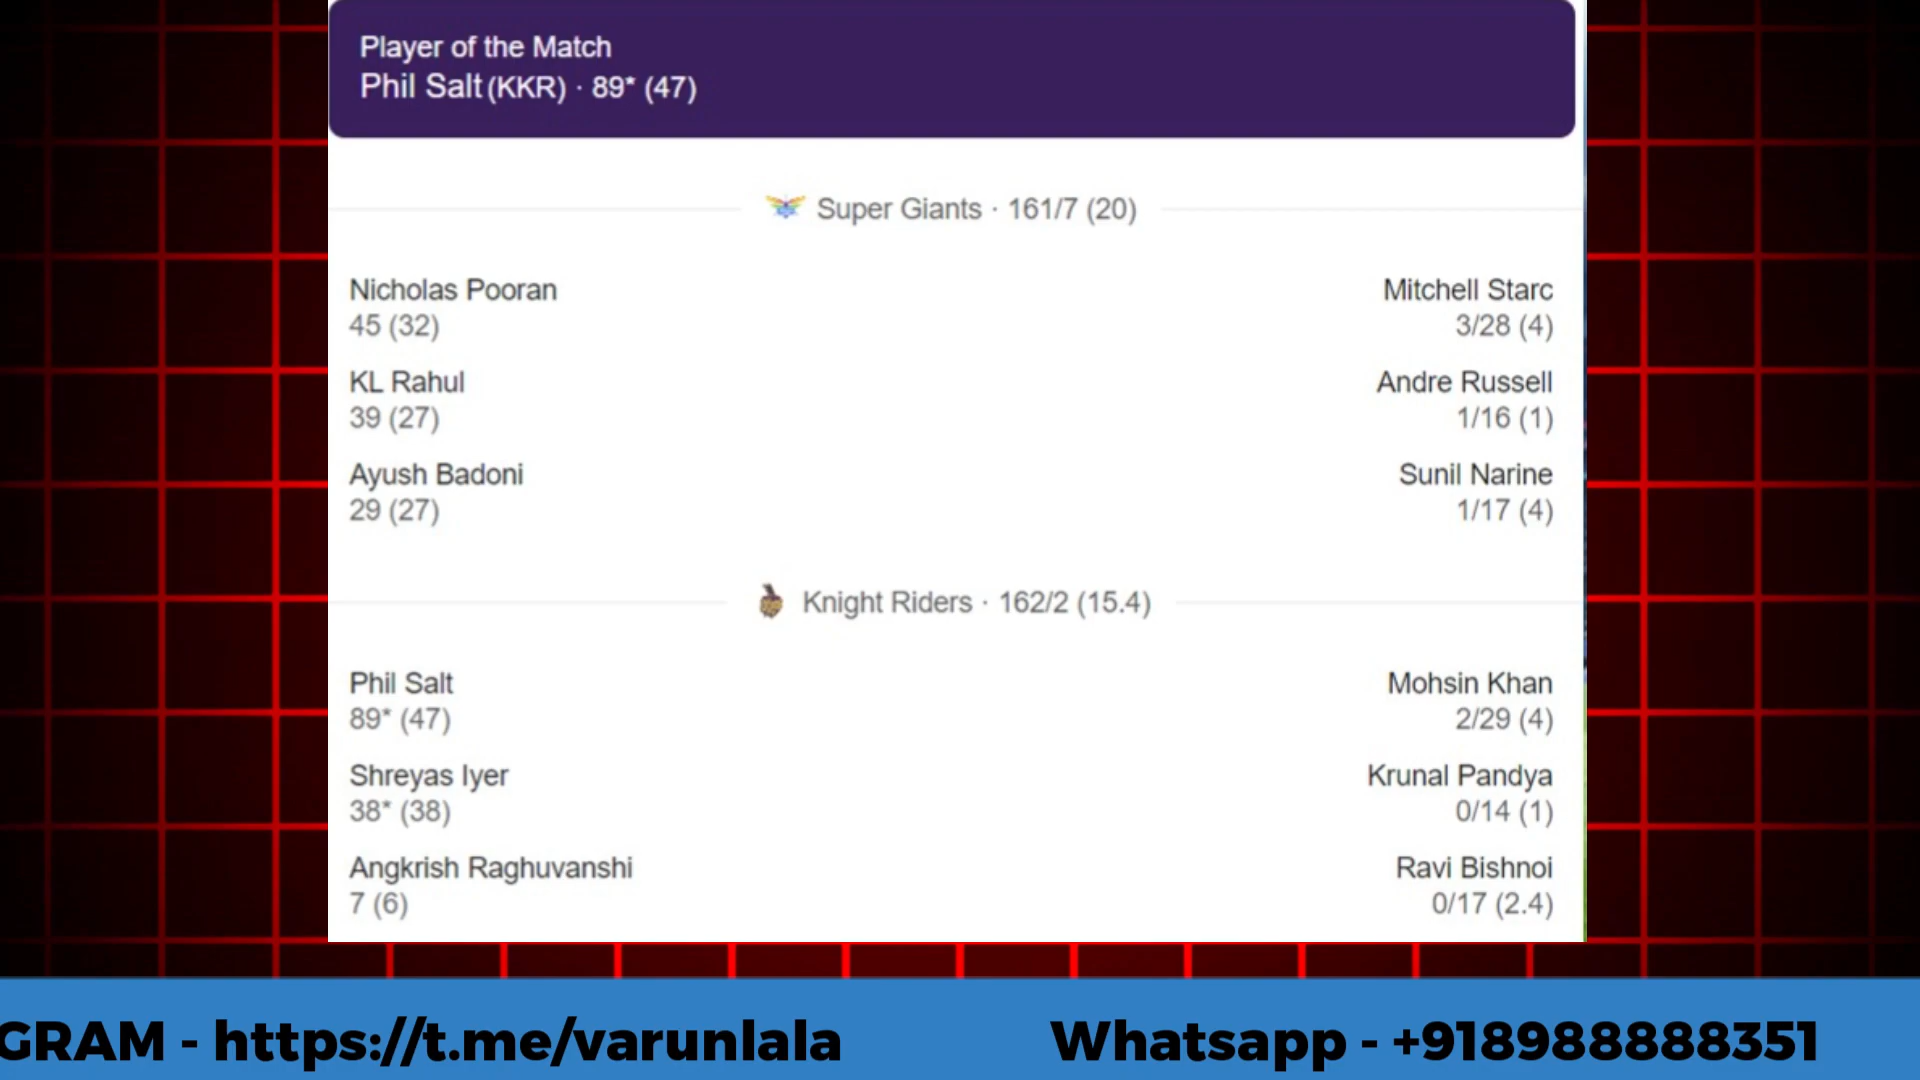 Player of the Match
Phil Salt (KKR) · 89* (47)
Super Giants · 161/7 (20)
Nicholas Pooran
45 (32)
Mitchell Starc
3/28 (4)
KL Rahul
39 (27)
Andre Russell
1/16 (1)
Ayush Badoni
29 (27)
Sunil Narine
1/17 (4)
Knight Riders · 162/2 (15.4)
Phil Salt
89* (47)
Mohsin Khan
2/29 (4)
Shreyas Iyer
38* (38)
Krunal Pandya
0/14 (1)
Angkrish Raghuvanshi
7 (6)
Ravi Bishnoi
0/17 (2.4)
GRAM - https://t.me/varunlala Whatsapp - +918988888351